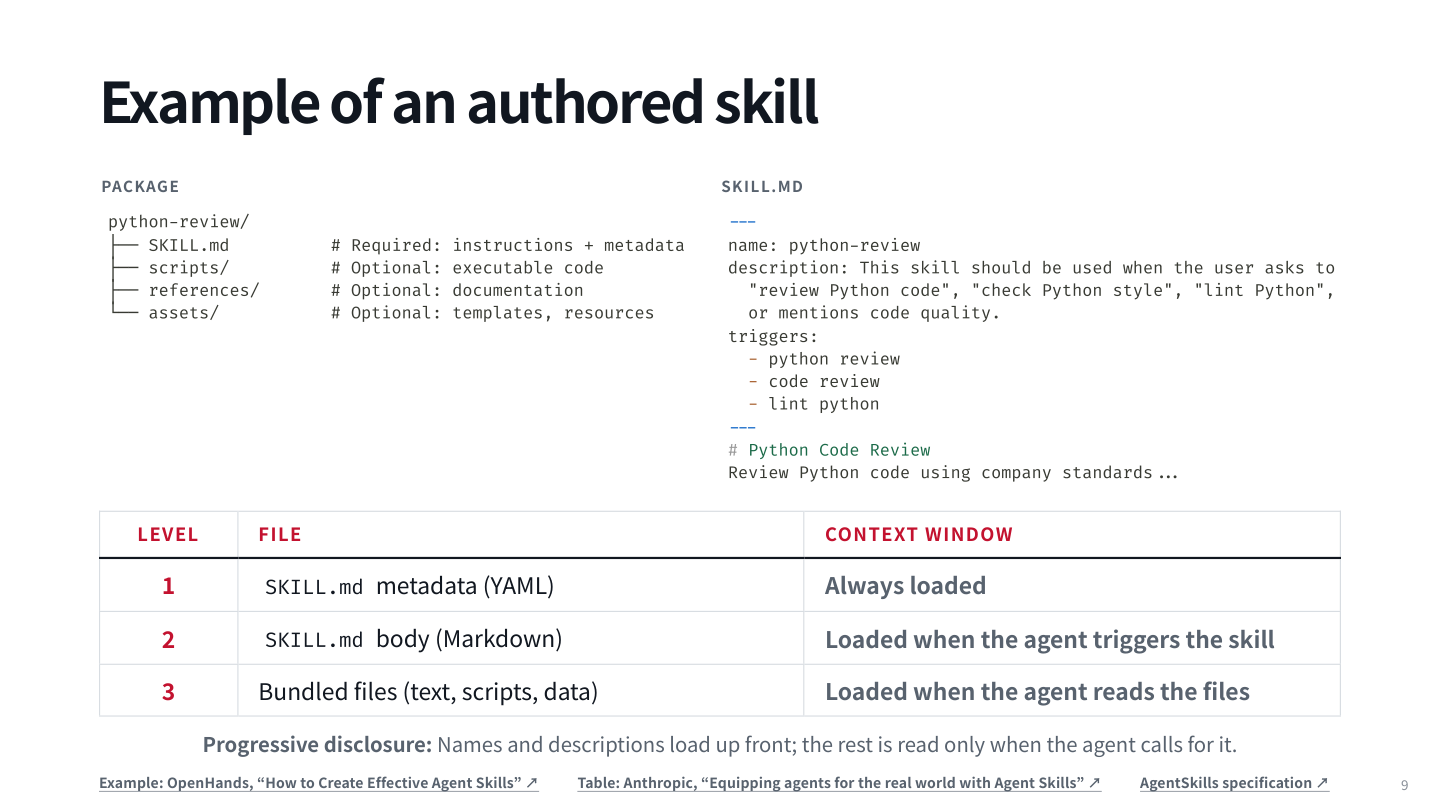 Example of an authored skill
PACKAGE
python-review/
├── SKILL.md          # Required: instructions + metadata
├── scripts/          # Optional: executable code
├── references/       # Optional: documentation
└── assets/           # Optional: templates, resources
SKILL.MD
---
name: python-review
description: This skill should be used when the user asks to
  "review Python code", "check Python style", "lint Python",
  or mentions code quality.
triggers:
  - python review
  - code review
  - lint python
---
# Python Code Review
Review Python code using company standards...
LEVEL FILE CONTEXT WINDOW
1 SKILL.md metadata (YAML) Always loaded
2 SKILL.md body (Markdown) Loaded when the agent triggers the skill
3 Bundled files (text, scripts, data) Loaded when the agent reads the files
Progressive disclosure: Names and descriptions load up front; the rest is read only when the agent calls for it.
Example: OpenHands, “How to Create Effective Agent Skills” ↗ Table: Anthropic, “Equipping agents for the real world with Agent Skills” ↗ AgentSkills specification ↗ 9